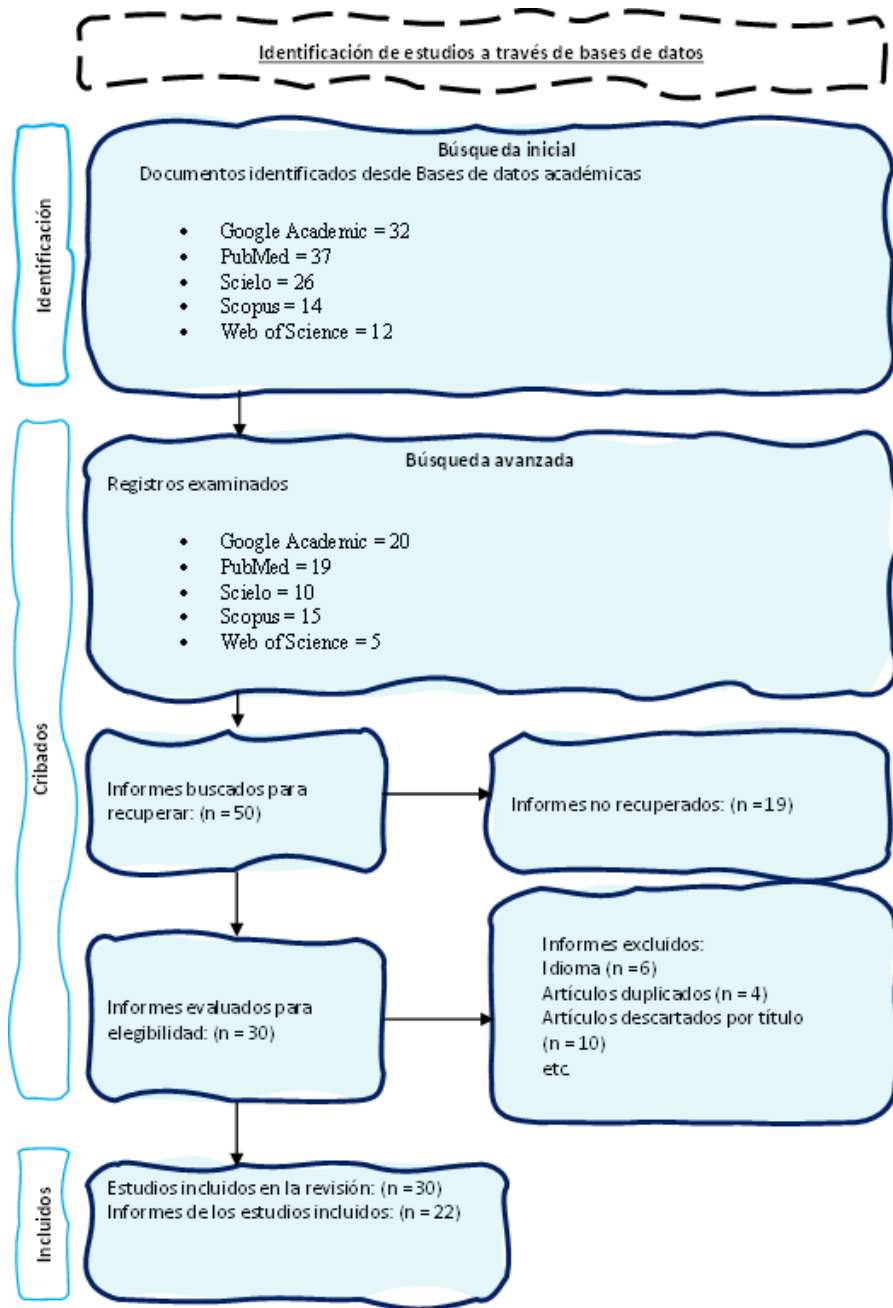 Identificación de estudios a través de bases de datos
Identificación
Búsqueda inicial
Documentos identificados desde Bases de datos académicas
• Google Academic = 32
• PubMed = 37
• Scielo = 26
• Scopus = 14
• Web of Science = 12
Cribados
Búsqueda avanzada
Registros examinados
• Google Academic = 20
• PubMed = 19
• Scielo = 10
• Scopus = 15
• Web of Science = 5
Informes buscados para
recuperar: (n = 50)
Informes no recuperados: (n = 19)
Informes evaluados para
elegibilidad: (n = 30)
Informes excluidos:
Idioma (n = 6)
Artículos duplicados (n = 4)
Artículos descartados por título
(n = 10)
etc.
Incluidos
Estudios incluidos en la revisión: (n = 30)
Informes de los estudios incluidos: (n = 22)